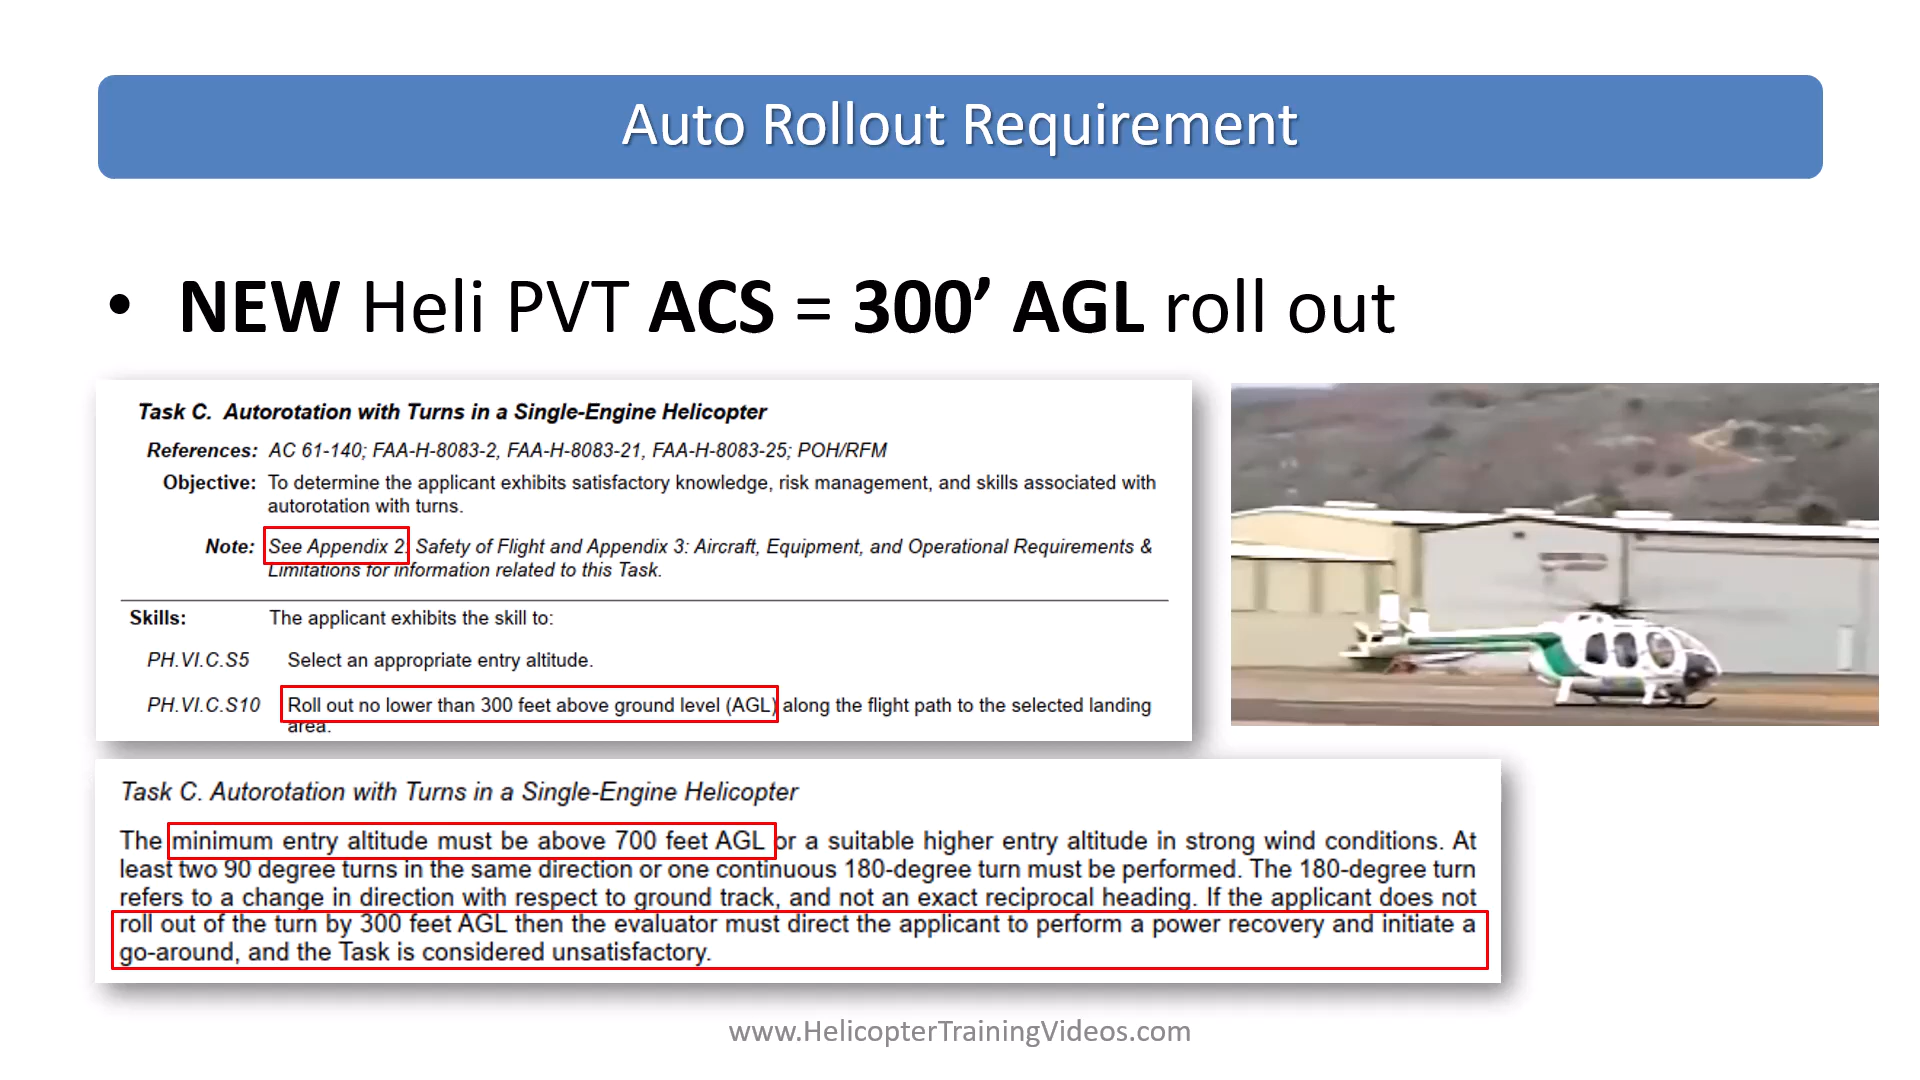 Auto Rollout Requirement
• NEW Heli PVT ACS = 300’ AGL roll out
Task C. Autorotation with Turns in a Single-Engine Helicopter
References: AC 61-140; FAA-H-8083-2, FAA-H-8083-21, FAA-H-8083-25; POH/RFM
Objective: To determine the applicant exhibits satisfactory knowledge, risk management, and skills associated with
autorotation with turns.
Note: See Appendix 2: Safety of Flight and Appendix 3: Aircraft, Equipment, and Operational Requirements &
Limitations for information related to this Task.
Skills: The applicant exhibits the skill to:
PH.VI.C.S5 Select an appropriate entry altitude.
PH.VI.C.S10 Roll out no lower than 300 feet above ground level (AGL) along the flight path to the selected landing
area.
Task C. Autorotation with Turns in a Single-Engine Helicopter
The minimum entry altitude must be above 700 feet AGL or a suitable higher entry altitude in strong wind conditions. At
least two 90 degree turns in the same direction or one continuous 180-degree turn must be performed. The 180-degree turn
refers to a change in direction with respect to ground track, and not an exact reciprocal heading. If the applicant does not
roll out of the turn by 300 feet AGL then the evaluator must direct the applicant to perform a power recovery and initiate a
go-around, and the Task is considered unsatisfactory.
www.HelicopterTrainingVideos.com